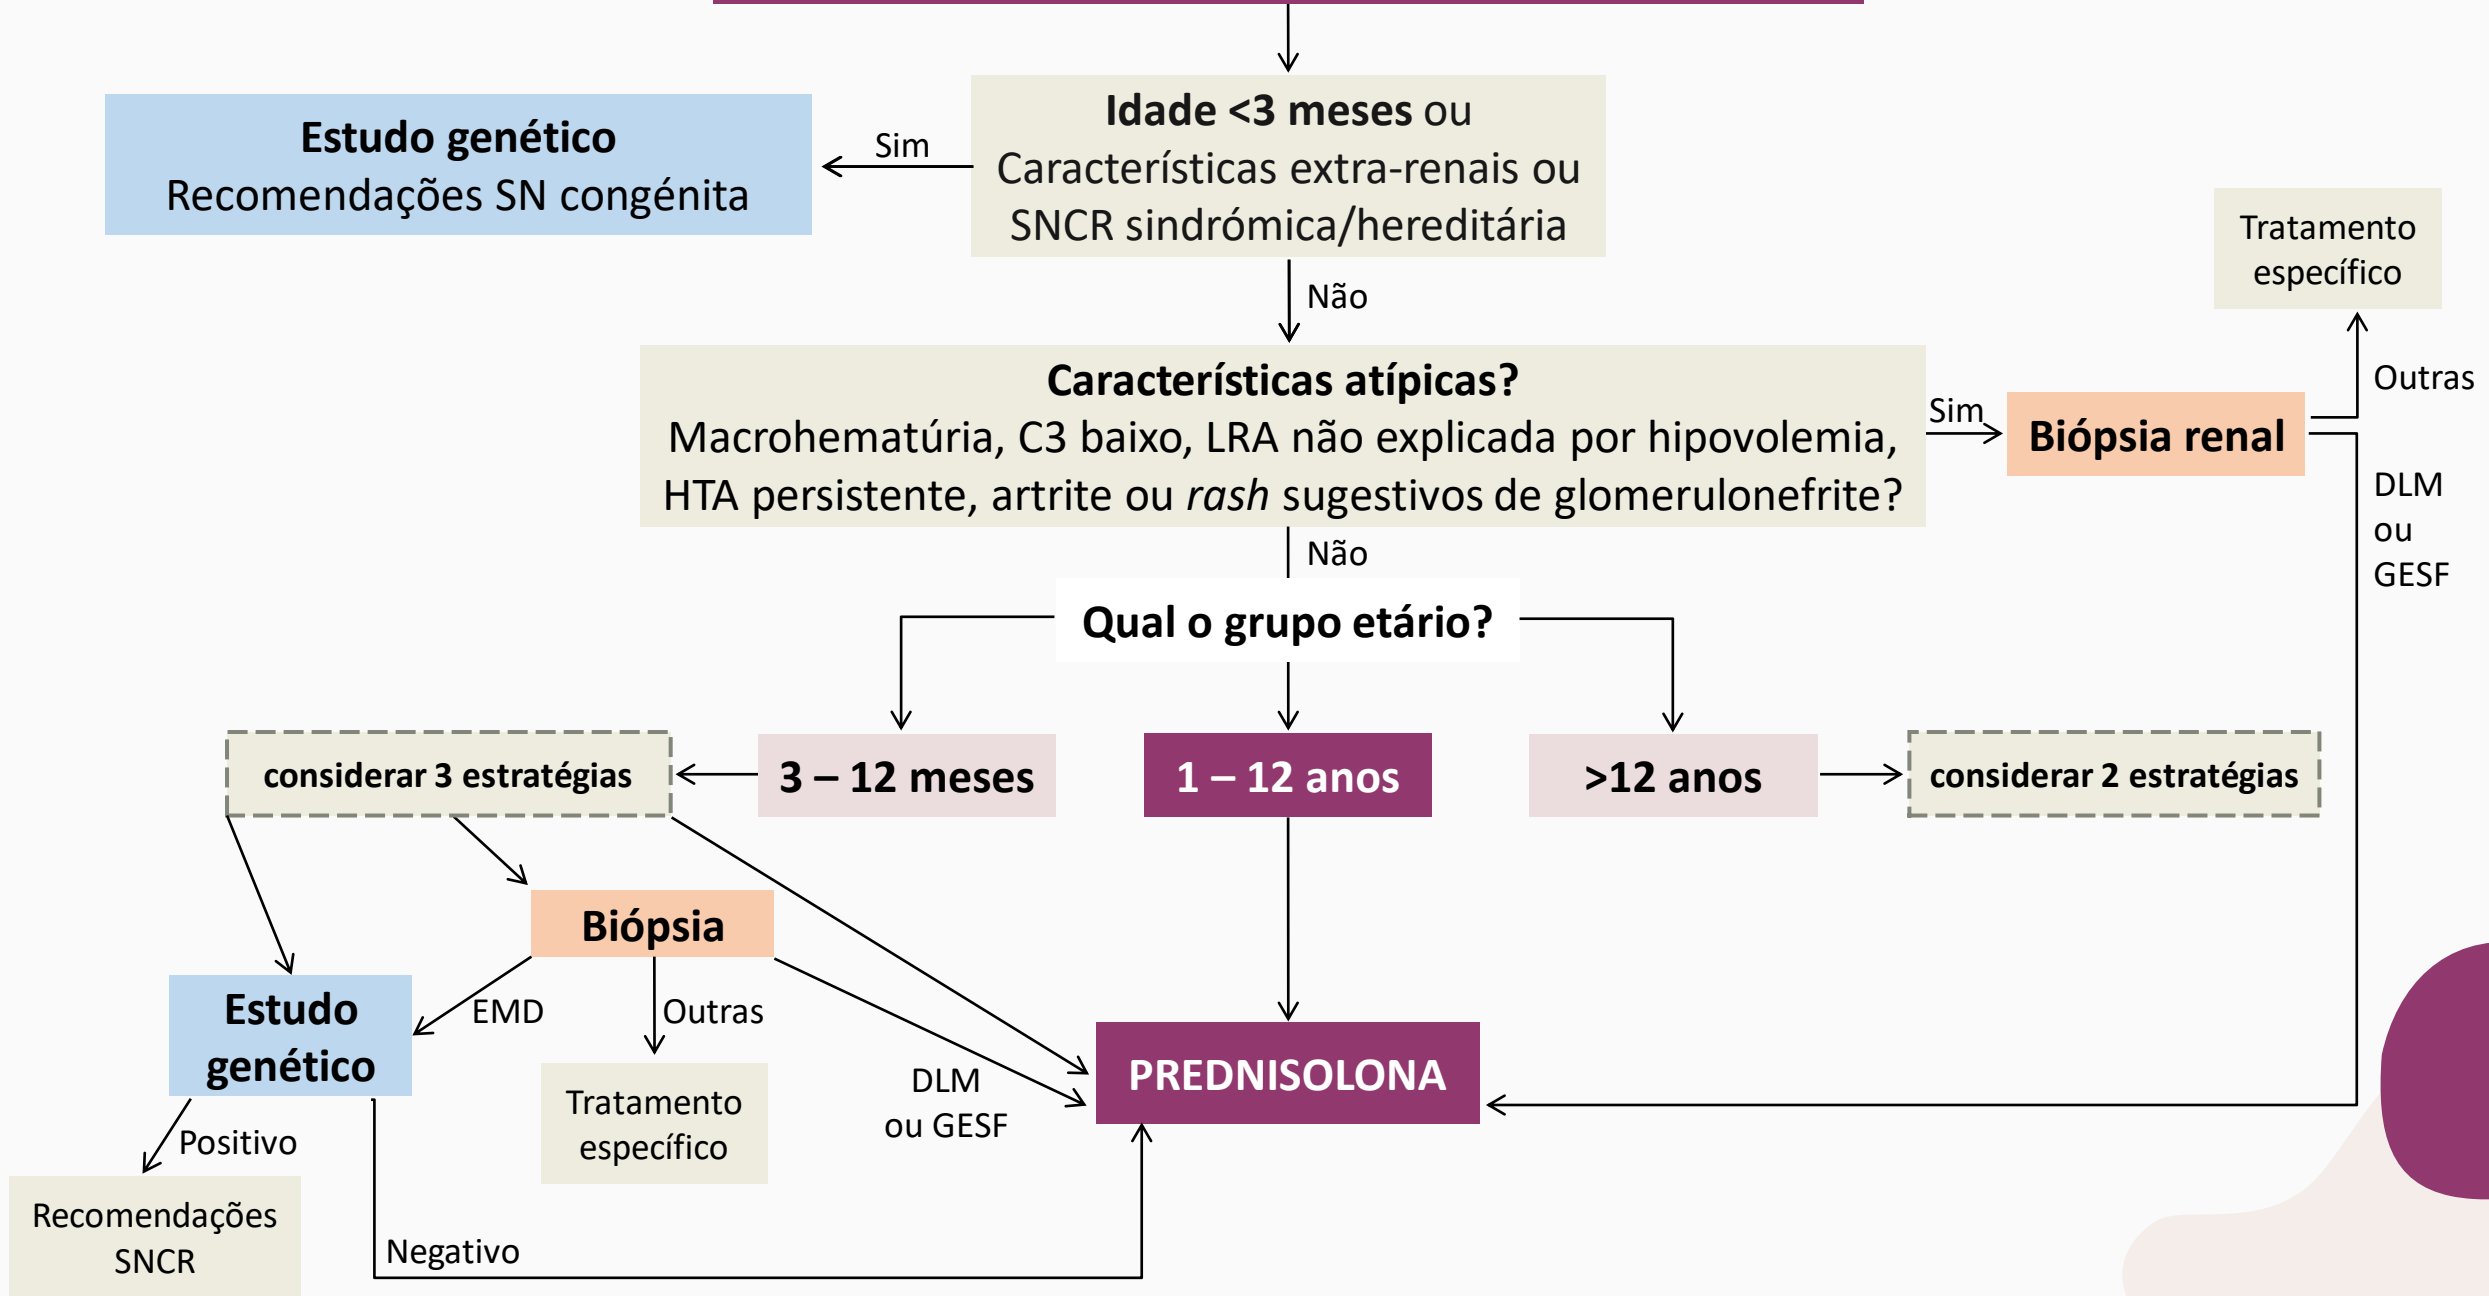 Idade <3 meses ou
Características extra-renais ou
SNCR sindrómica/hereditária
Sim
Estudo genético
Recomendações SN congénita
Não
Características atípicas?
Macrohematúria, C3 baixo, LRA não explicada por hipovolemia,
HTA persistente, artrite ou rash sugestivos de glomerulonefrite?
Sim
Biópsia renal
Outras
Tratamento
específico
DLM
ou
GESF
Não
Qual o grupo etário?
considerar 3 estratégias
3 – 12 meses
1 – 12 anos
>12 anos
considerar 2 estratégias
Biópsia
EMD
Outras
DLM
ou GESF
Estudo
genético
Tratamento
específico
PREDNISOLONA
Positivo
Recomendações
SNCR
Negativo